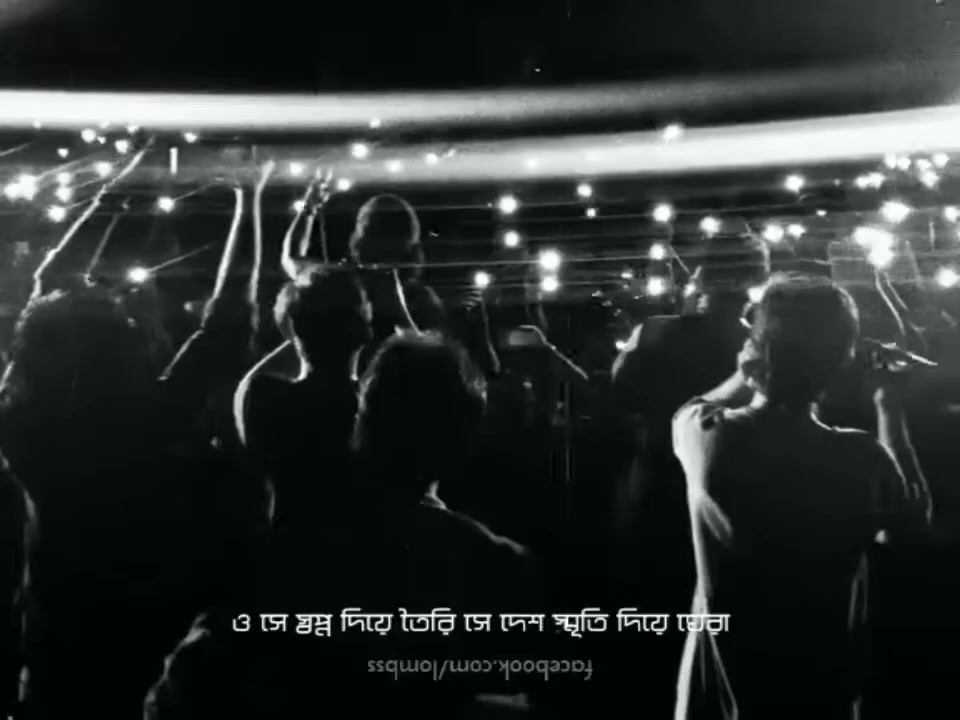 ও সে স্বপ্ন দিয়ে তৈরি সে দেশ স্মৃতি দিয়ে ঘেরা
facebook.com/lombss